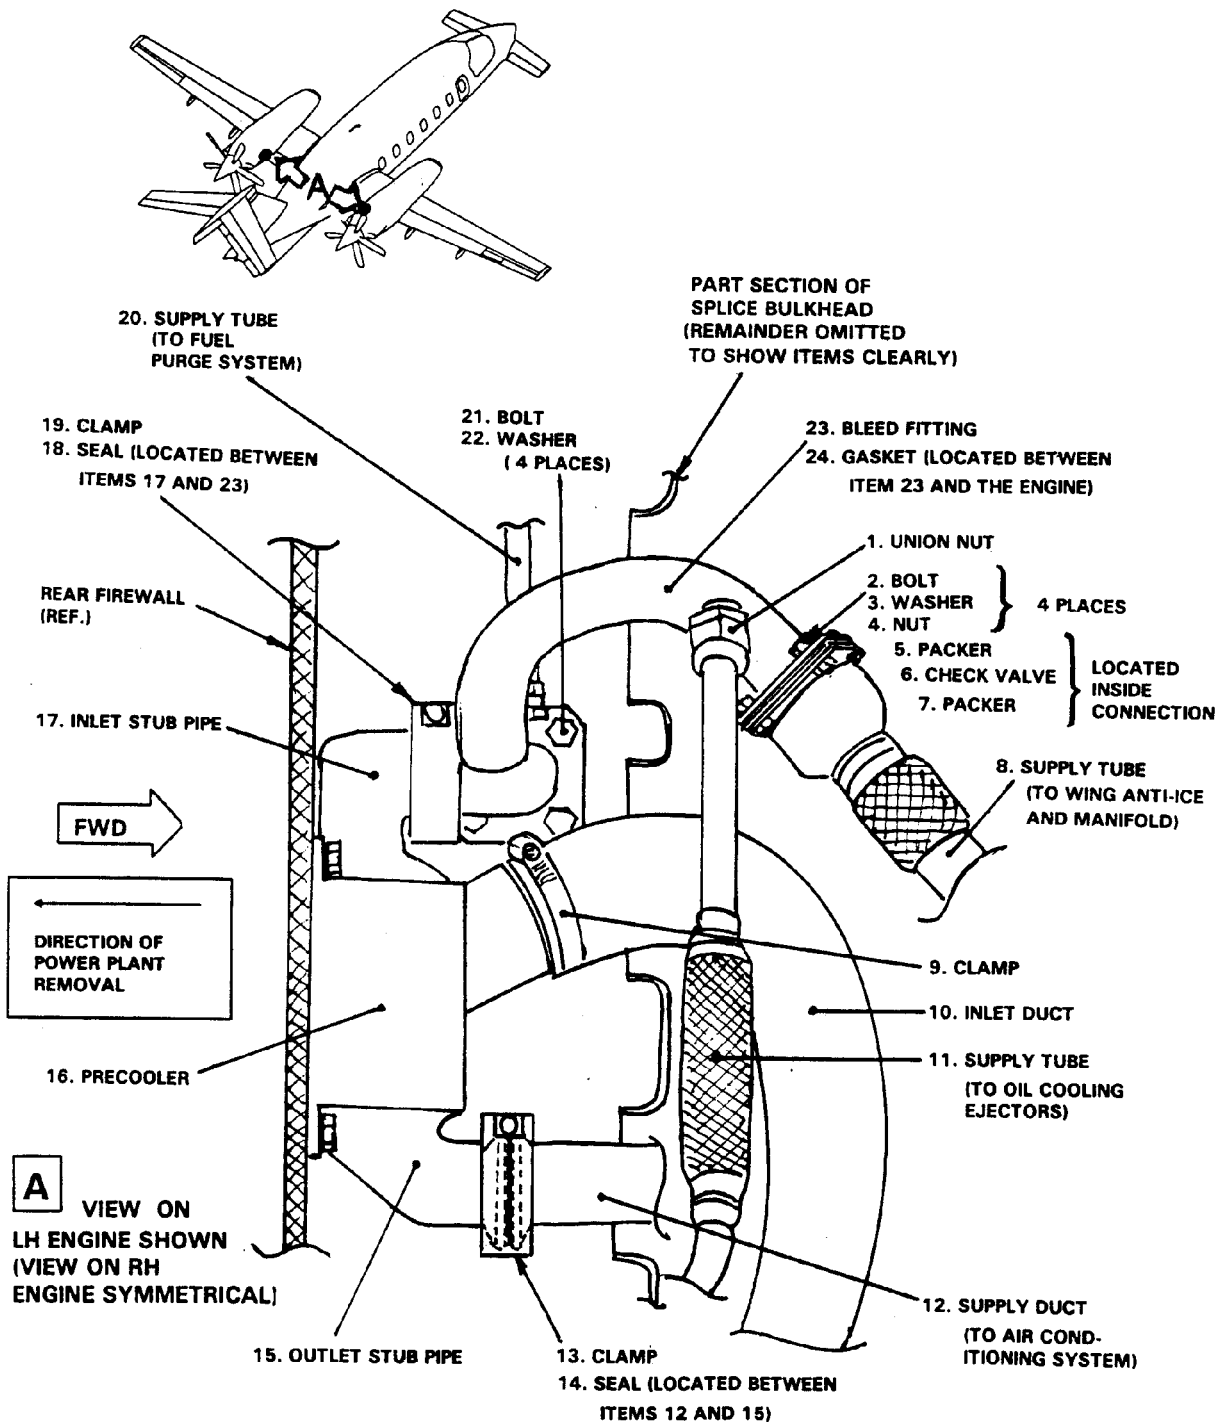 A
PART SECTION OF
SPLICE BULKHEAD
(REMAINDER OMITTED
TO SHOW ITEMS CLEARLY)
20. SUPPLY TUBE
(TO FUEL
PURGE SYSTEM)
19. CLAMP
18. SEAL (LOCATED BETWEEN
ITEMS 17 AND 23)
21. BOLT
22. WASHER
( 4 PLACES)
23. BLEED FITTING
24. GASKET (LOCATED BETWEEN
ITEM 23 AND THE ENGINE)
1. UNION NUT
2. BOLT
3. WASHER
4. NUT
4 PLACES
5. PACKER
6. CHECK VALVE
7. PACKER
LOCATED
INSIDE
CONNECTION
REAR FIREWALL
(REF.)
17. INLET STUB PIPE
8. SUPPLY TUBE
(TO WING ANTI-ICE
AND MANIFOLD)
FWD
DIRECTION OF
POWER PLANT
REMOVAL
9. CLAMP
10. INLET DUCT
11. SUPPLY TUBE
(TO OIL COOLING
EJECTORS)
16. PRECOOLER
A
VIEW ON
LH ENGINE SHOWN
(VIEW ON RH
ENGINE SYMMETRICAL)
12. SUPPLY DUCT
(TO AIR COND-
ITIONING SYSTEM)
15. OUTLET STUB PIPE
13. CLAMP
14. SEAL (LOCATED BETWEEN
ITEMS 12 AND 15)